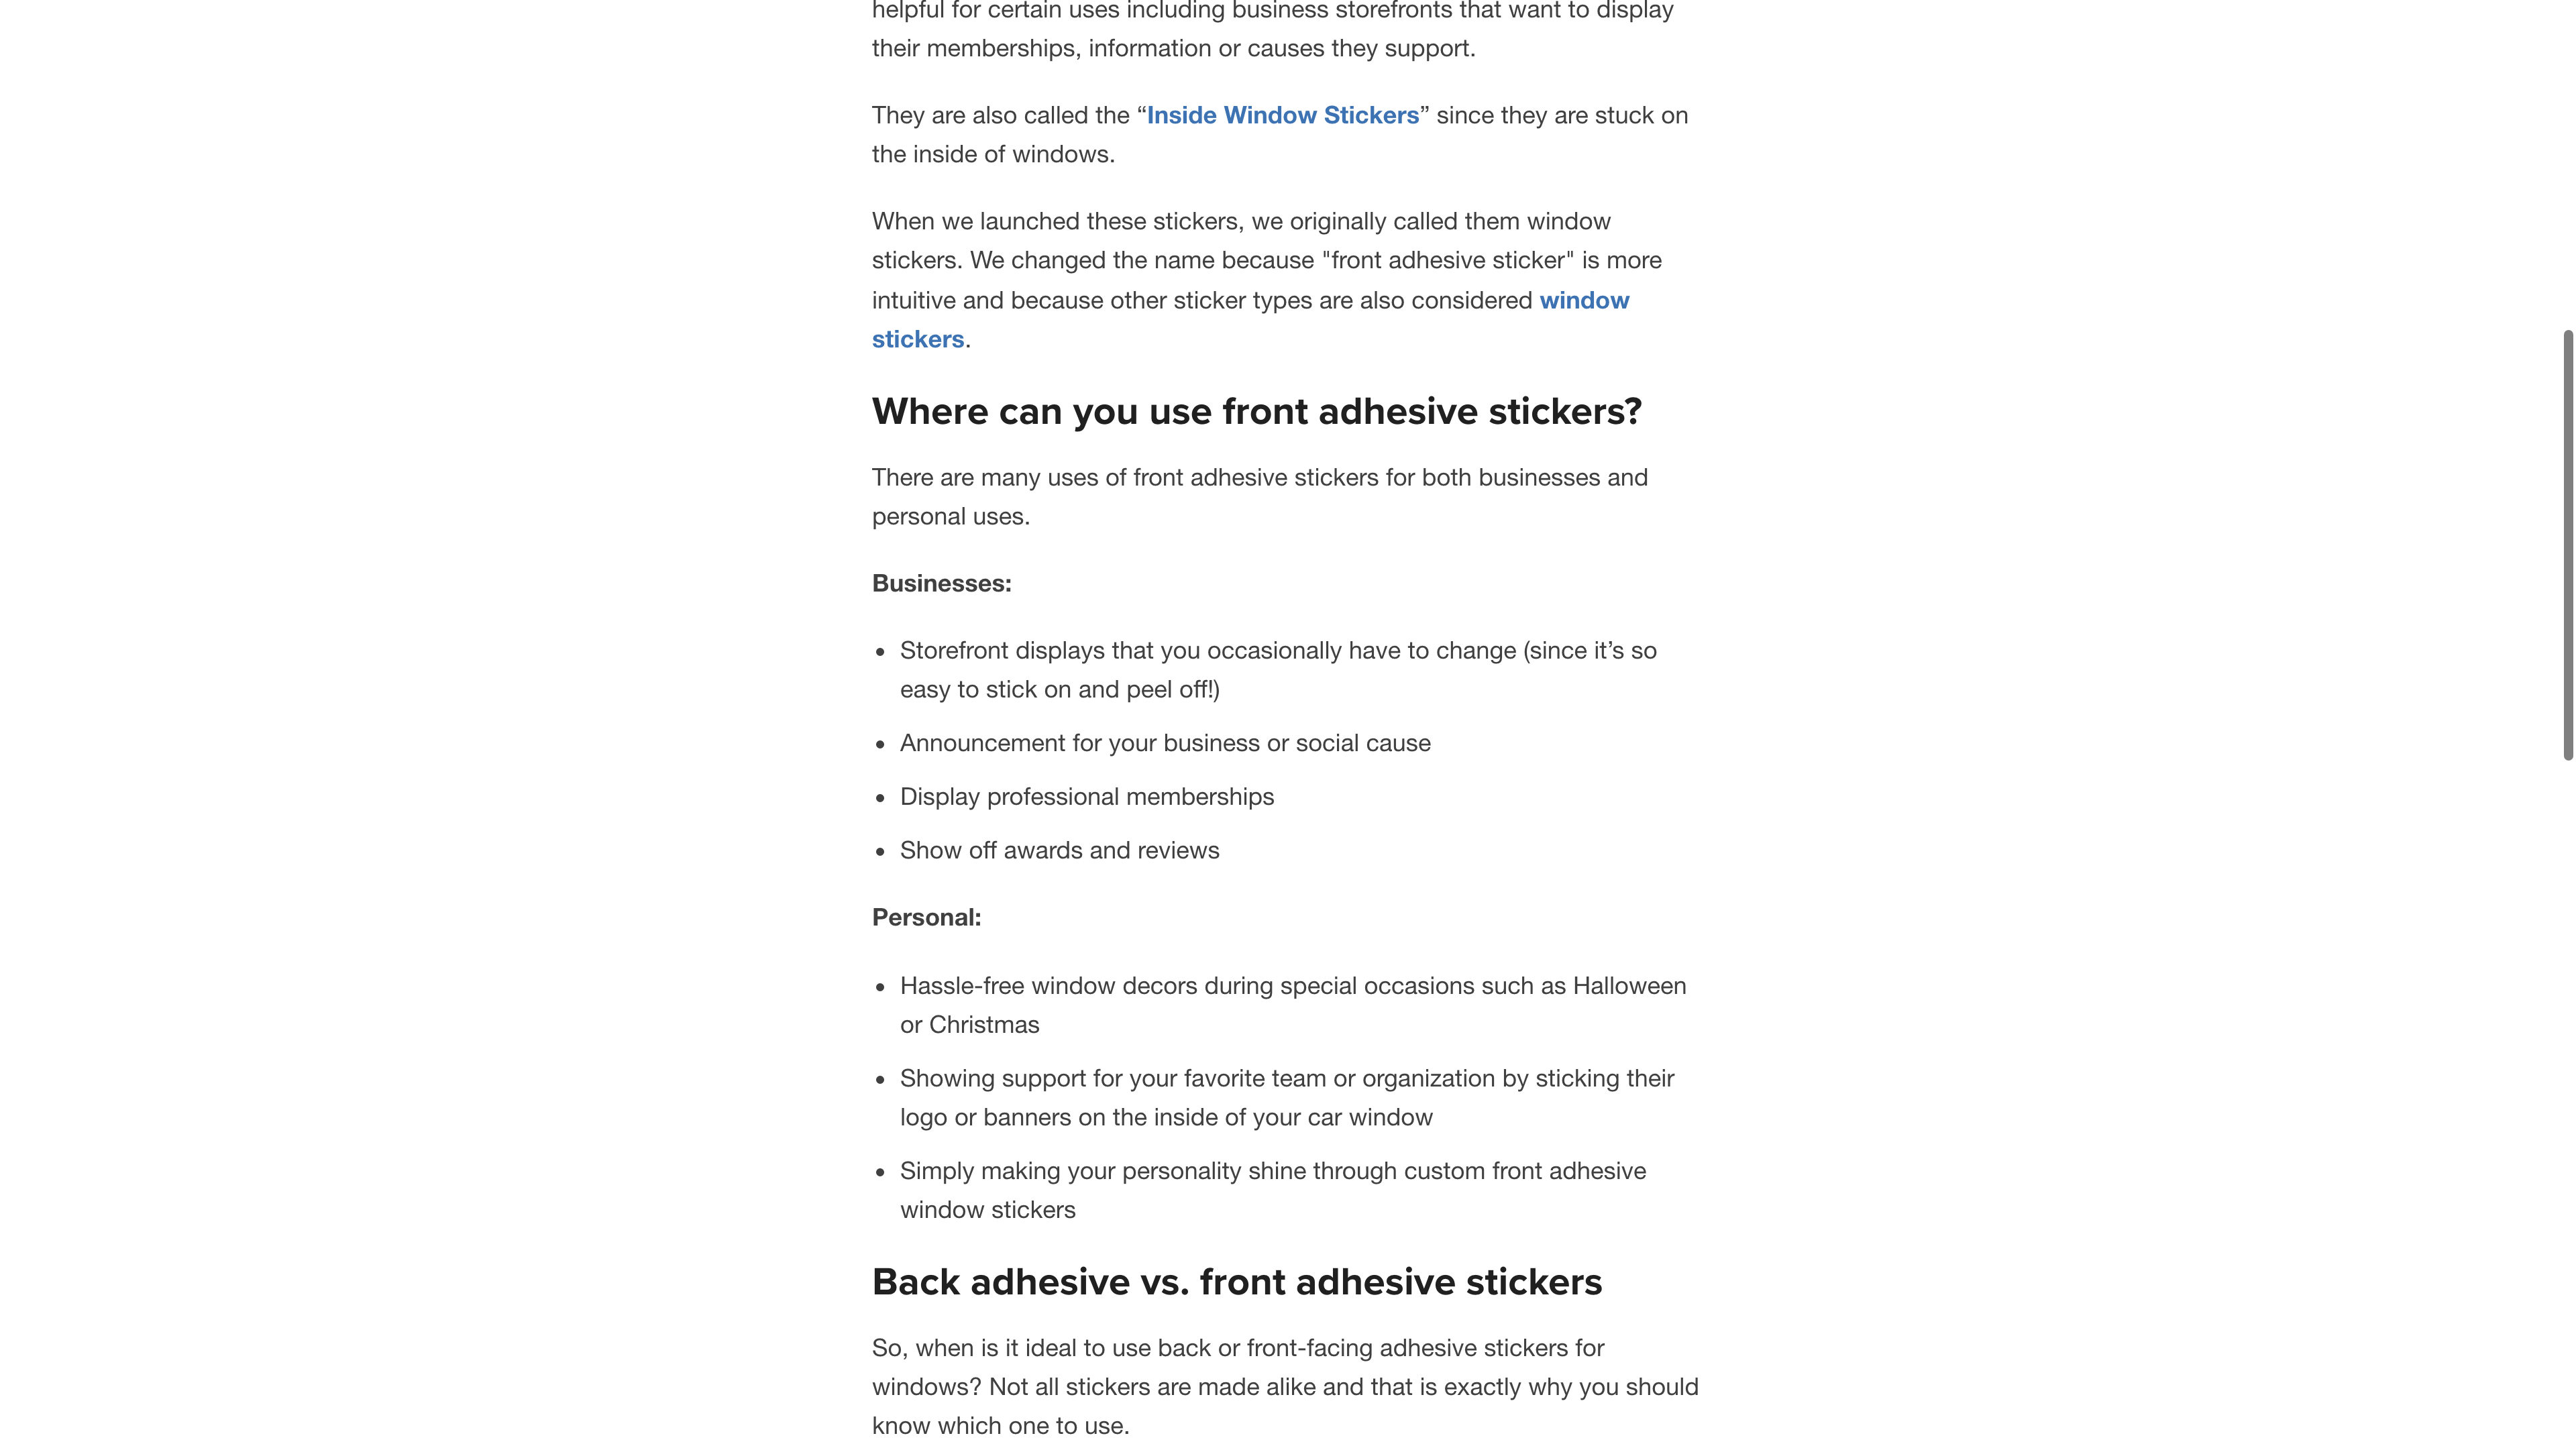 helpful for certain uses including business storefronts that want to display
their memberships, information or causes they support.
They are also called the “Inside Window Stickers” since they are stuck on
the inside of windows.
When we launched these stickers, we originally called them window
stickers. We changed the name because "front adhesive sticker" is more
intuitive and because other sticker types are also considered window
stickers.
Where can you use front adhesive stickers?
There are many uses of front adhesive stickers for both businesses and
personal uses.
Businesses:
• Storefront displays that you occasionally have to change (since it’s so
easy to stick on and peel off!)
• Announcement for your business or social cause
• Display professional memberships
• Show off awards and reviews
Personal:
• Hassle-free window decors during special occasions such as Halloween
or Christmas
• Showing support for your favorite team or organization by sticking their
logo or banners on the inside of your car window
• Simply making your personality shine through custom front adhesive
window stickers
Back adhesive vs. front adhesive stickers
So, when is it ideal to use back or front-facing adhesive stickers for
windows? Not all stickers are made alike and that is exactly why you should
know which one to use.